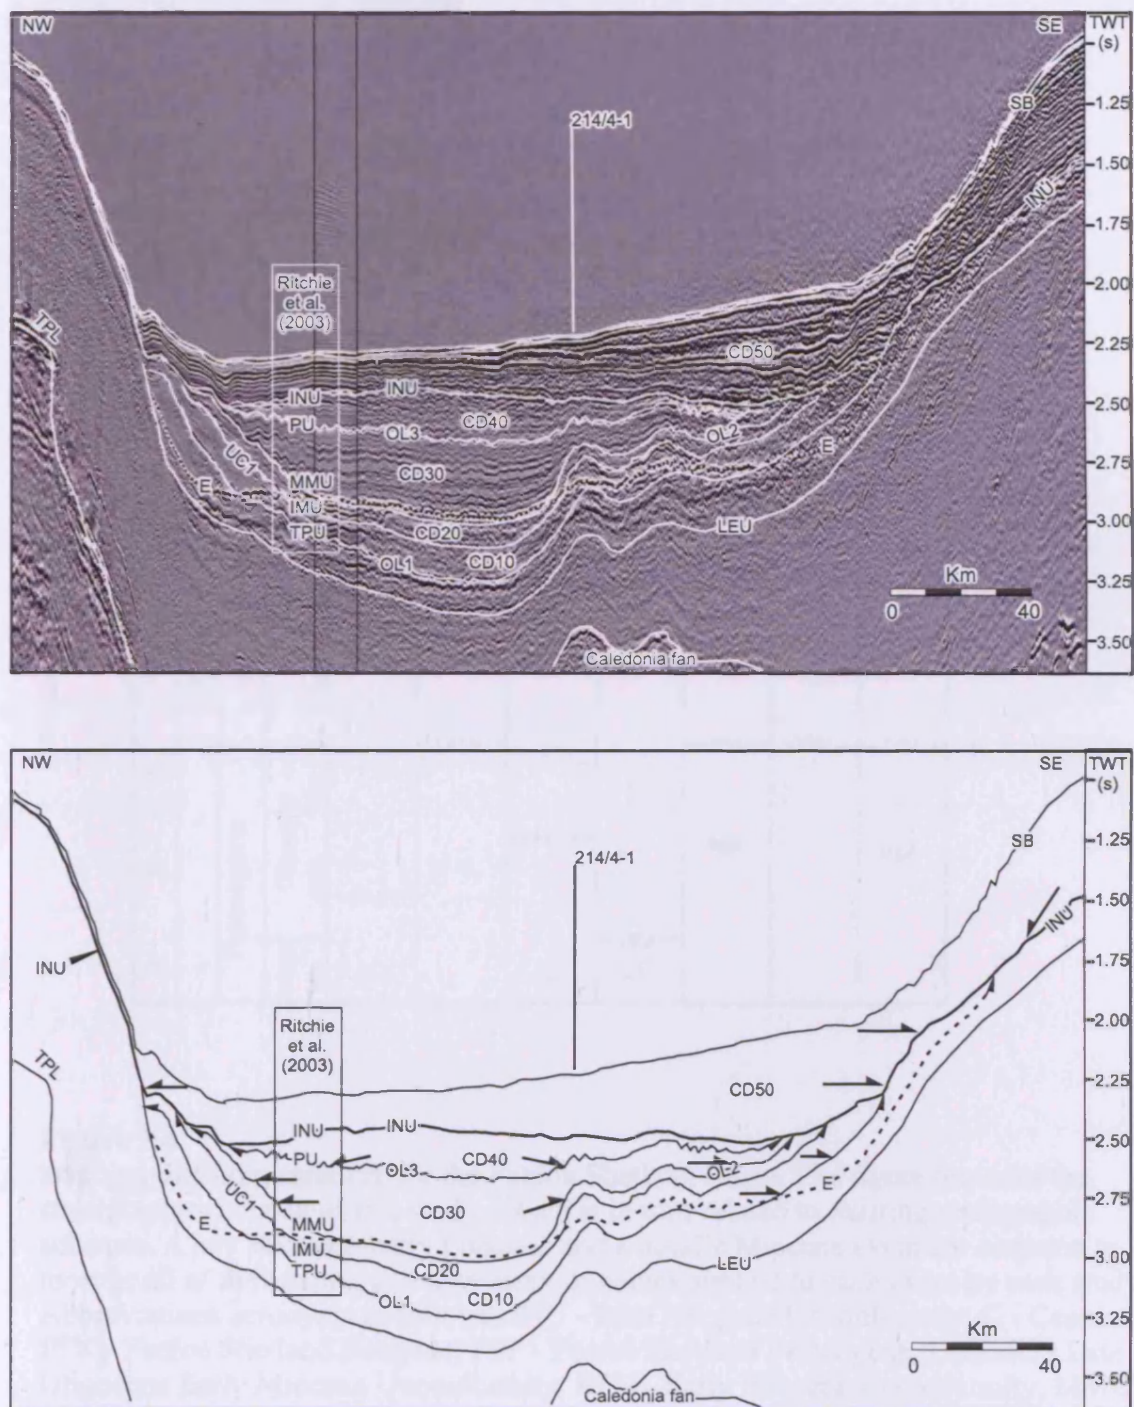 NW
SE
TWT
(s)
SB
1.25
214/4-1
1.50
INU
1.75
Ritchie
et al.
(2003)
2.00
TPL
2.25
CD50
INU
INU
2.50
PU
OL3
CD40
OL2
UC1
CD30
E
2.75
E
MMU
IMU
3.00
CD20
LEU
TPU
OL1
CD10
3.25
Km
0
40
3.50
Caledonia fan
NW
SE
TWT
(s)
SB
1.25
214/4-1
1.50
INU
INU
1.75
Ritchie
et al.
(2003)
2.00
TPL
2.25
CD50
INU
INU
2.50
PU
OL3
CD40
OL2
UC1
CD30
E
2.75
E
MMU
IMU
3.00
CD20
LEU
TPU
OL1
CD10
3.25
Km
0
40
3.50
Caledonia fan